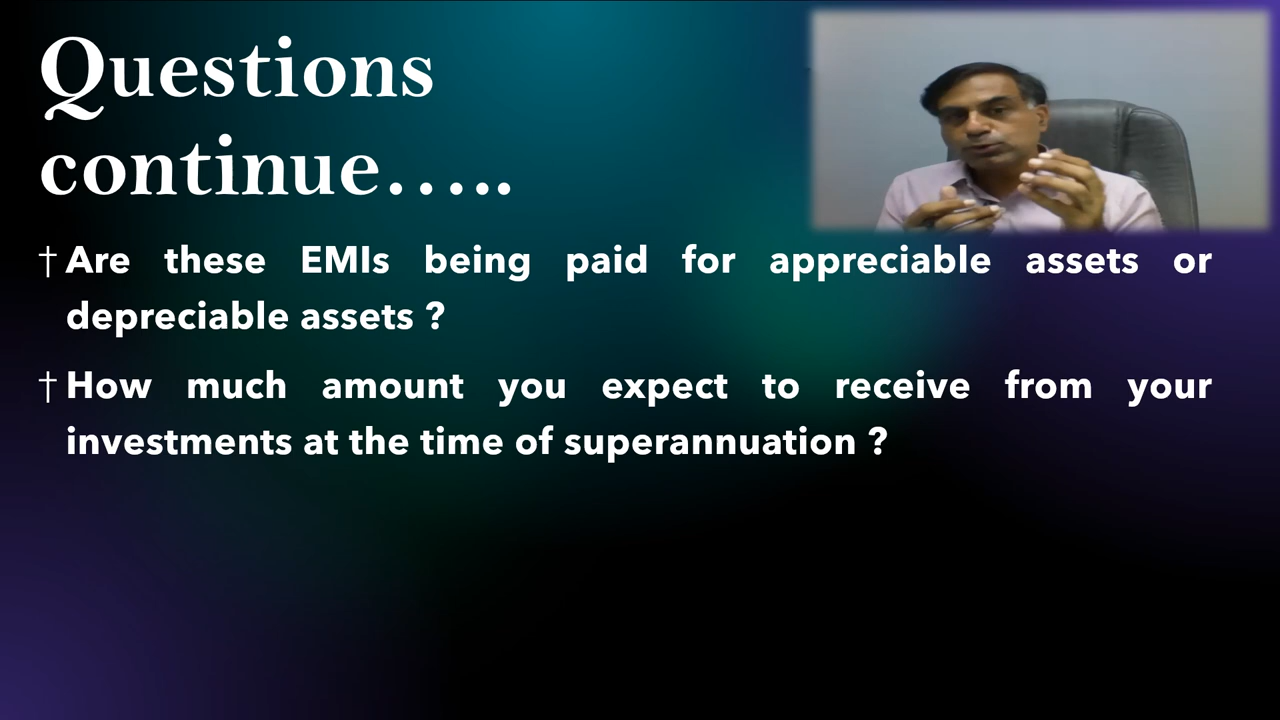 Questions
continue.....
† Are these EMIs being paid for appreciable assets or
depreciable assets ?
† How much amount you expect to receive from your
investments at the time of superannuation ?